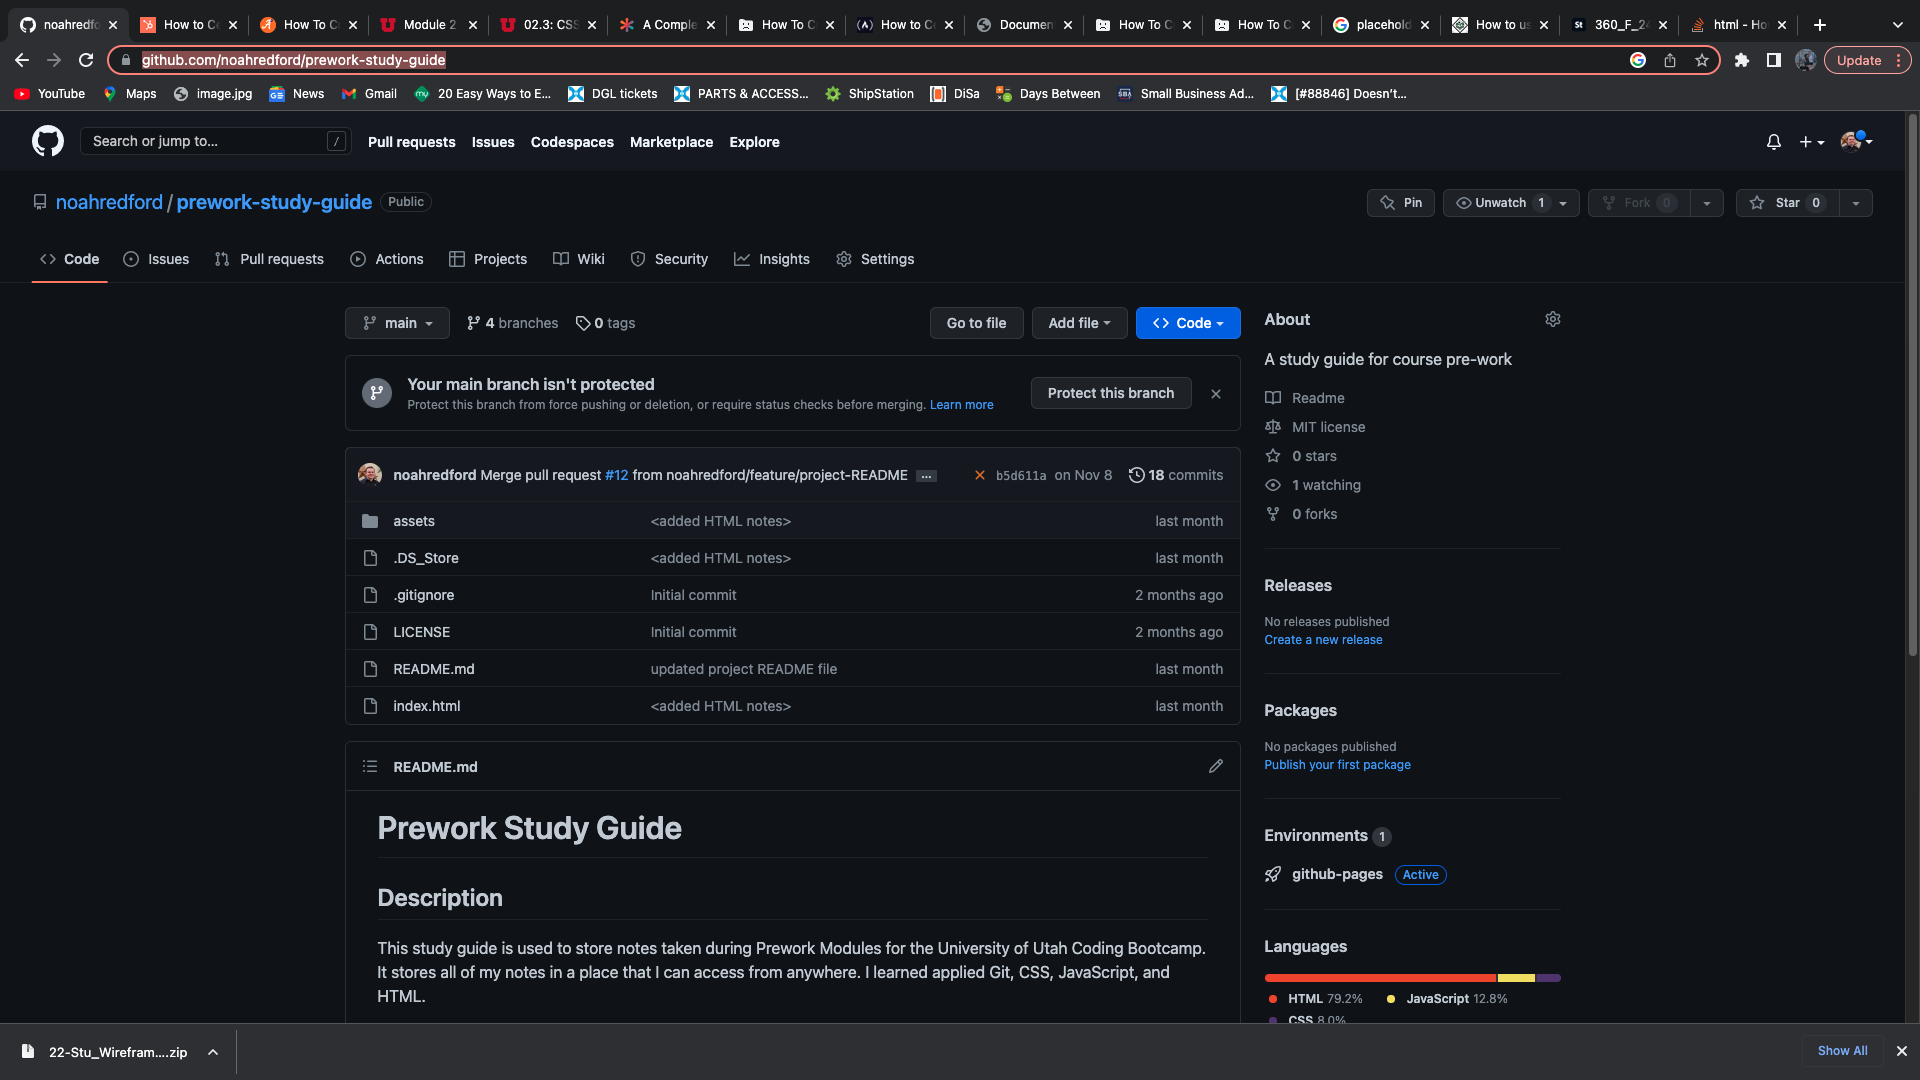 noahredfo
How to Ce
How To Ce
Module 2
02.3: CSS
A Comple
How To C
How to Ce
Documen
How To C
How To C
placehold
How to us
360_F_24
html - Ho
github.com/noahredford/prework-study-guide
Update
YouTube
Maps
image.jpg
News
Gmail
20 Easy Ways to E...
DGL tickets
PARTS & ACCESS...
ShipStation
DiSa
Days Between
Small Business Ad...
[#88846] Doesn't...
Search or jump to...
/
Pull requests
Issues
Codespaces
Marketplace
Explore
noahredford / prework-study-guide
Public
Pin
Unwatch 1
Fork 0
Star 0
Code
Issues
Pull requests
Actions
Projects
Wiki
Security
Insights
Settings
main
4 branches
0 tags
Go to file
Add file
Code
Your main branch isn't protected
Protect this branch from force pushing or deletion, or require status checks before merging. Learn more
Protect this branch
noahredford Merge pull request #12 from noahredford/feature/project-README ...
b5d611a on Nov 8
18 commits
assets
<added HTML notes>
last month
.DS_Store
<added HTML notes>
last month
.gitignore
Initial commit
2 months ago
LICENSE
Initial commit
2 months ago
README.md
updated project README file
last month
index.html
<added HTML notes>
last month
README.md
Prework Study Guide
Description
This study guide is used to store notes taken during Prework Modules for the University of Utah Coding Bootcamp.
It stores all of my notes in a place that I can access from anywhere. I learned applied Git, CSS, JavaScript, and
HTML.
About
A study guide for course pre-work
Readme
MIT license
0 stars
1 watching
0 forks
Releases
No releases published
Create a new release
Packages
No packages published
Publish your first package
Environments 1
github-pages
Active
Languages
HTML 79.2%
JavaScript 12.8%
CSS 8.0%
22-Stu_Wirefram....zip
Show All